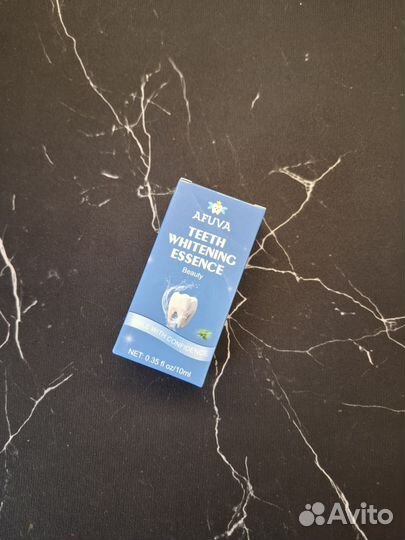 AFUVA
TEETH
WHITENING
ESSENCE
Beauty
WITH CONFIDENCE
NET: 0.35 fl oz/10ml
Avito